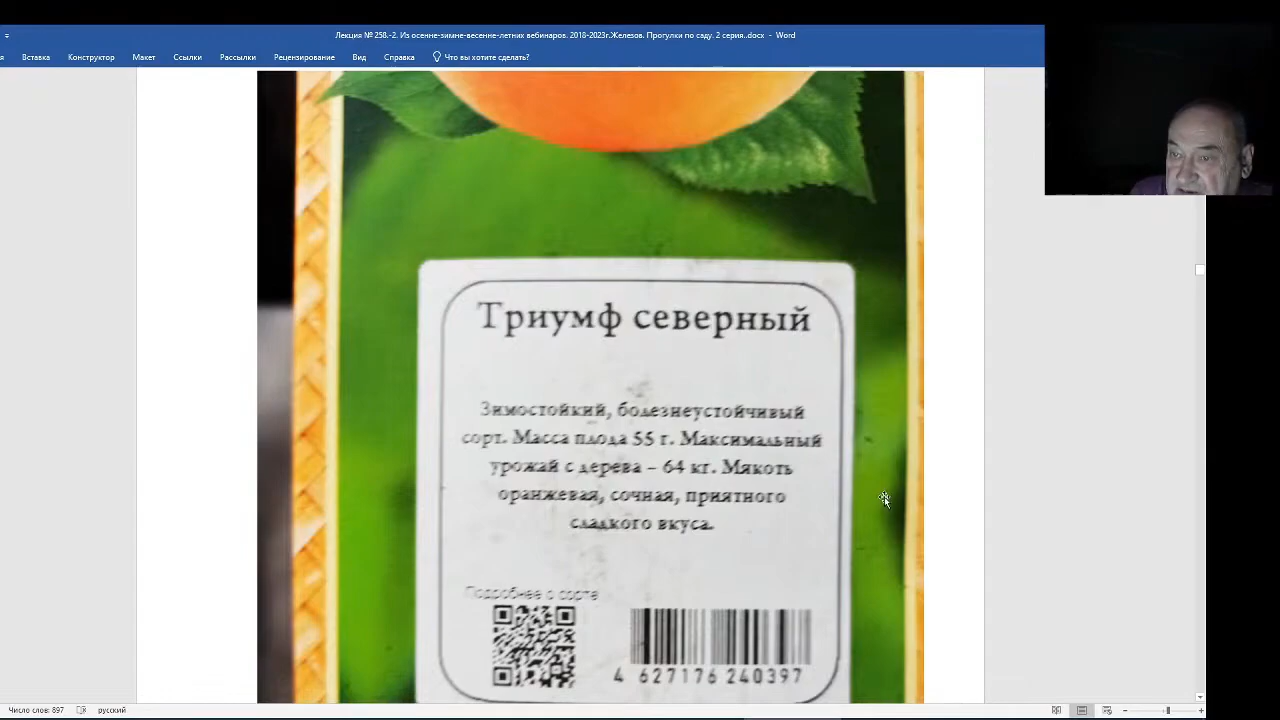 Лекция № 258.-2. Из осенне-зимне-весенне-летних вебинаров. 2018-2023г.Железов. Прогулки по саду. 2 серия..docx - Word
я Вставка Конструктор Макет Ссылки Рассылки Рецензирование Вид Справка Что вы хотите сделать?
Триумф северный
Зимостойкий, болезнеустойчивый
сорт. Масса плода 55 г. Максимальный
урожай с дерева – 64 кг. Мякоть
оранжевая, сочная, приятного
сладкого вкуса.
Подробнее о сорте
4 627176 240397
Число слов: 897 русский